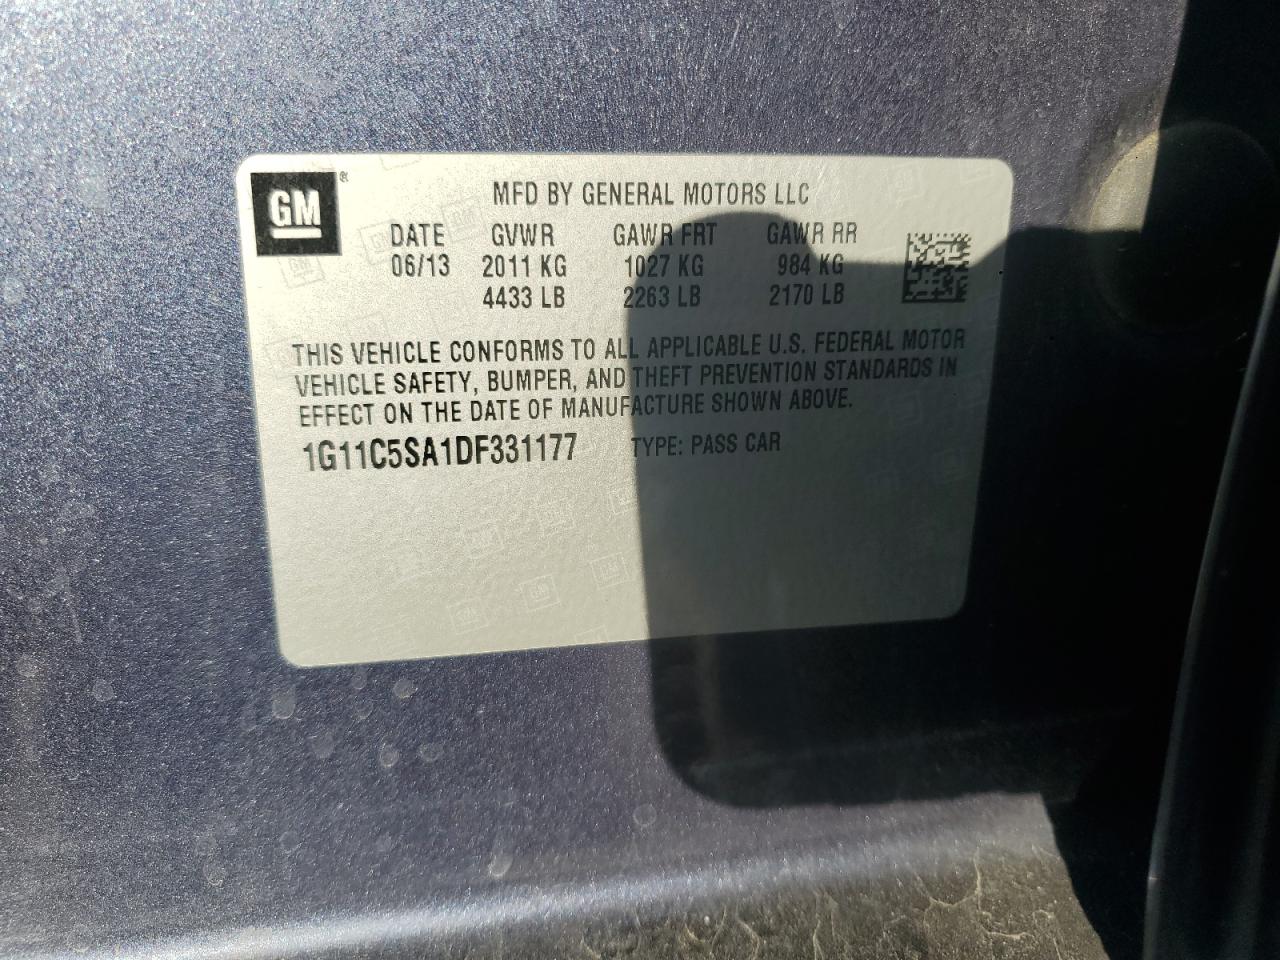 GM®
MFD BY GENERAL MOTORS LLC
DATE GVWR GAWR FRT GAWR RR
06/13 2011 KG 1027 KG 984 KG
4433 LB 2263 LB 2170 LB
THIS VEHICLE CONFORMS TO ALL APPLICABLE U.S. FEDERAL MOTOR
VEHICLE SAFETY, BUMPER, AND THEFT PREVENTION STANDARDS IN
EFFECT ON THE DATE OF MANUFACTURE SHOWN ABOVE.
1G11C5SA1DF331177 TYPE: PASS CAR